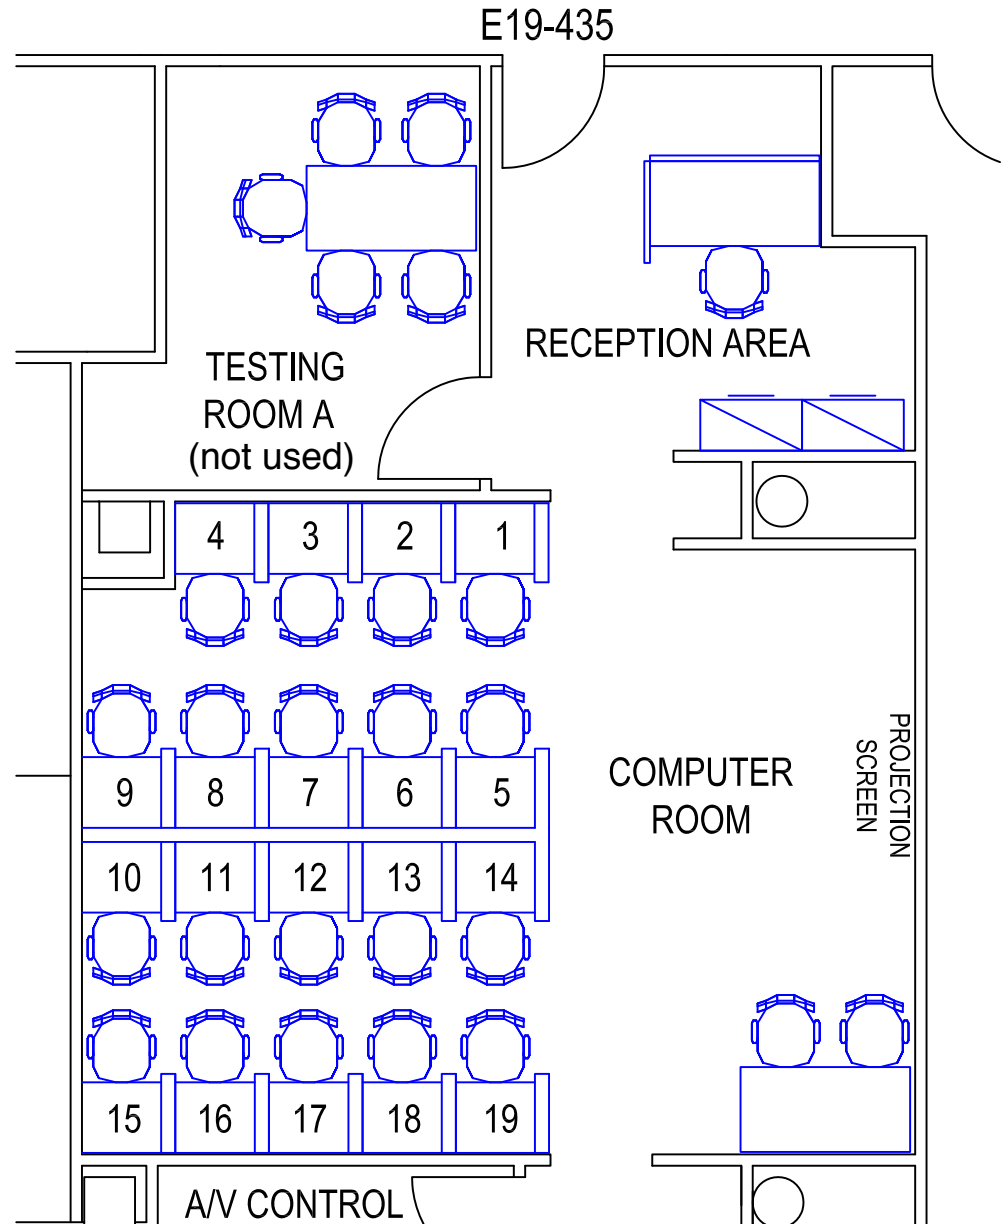 E19-435
RECEPTION AREA
TESTING
ROOM A
(not used)
4 3 2 1
9 8 7 6 5
COMPUTER
ROOM
PROJECTION
SCREEN
10 11 12 13 14
15 16 17 18 19
A/V CONTROL